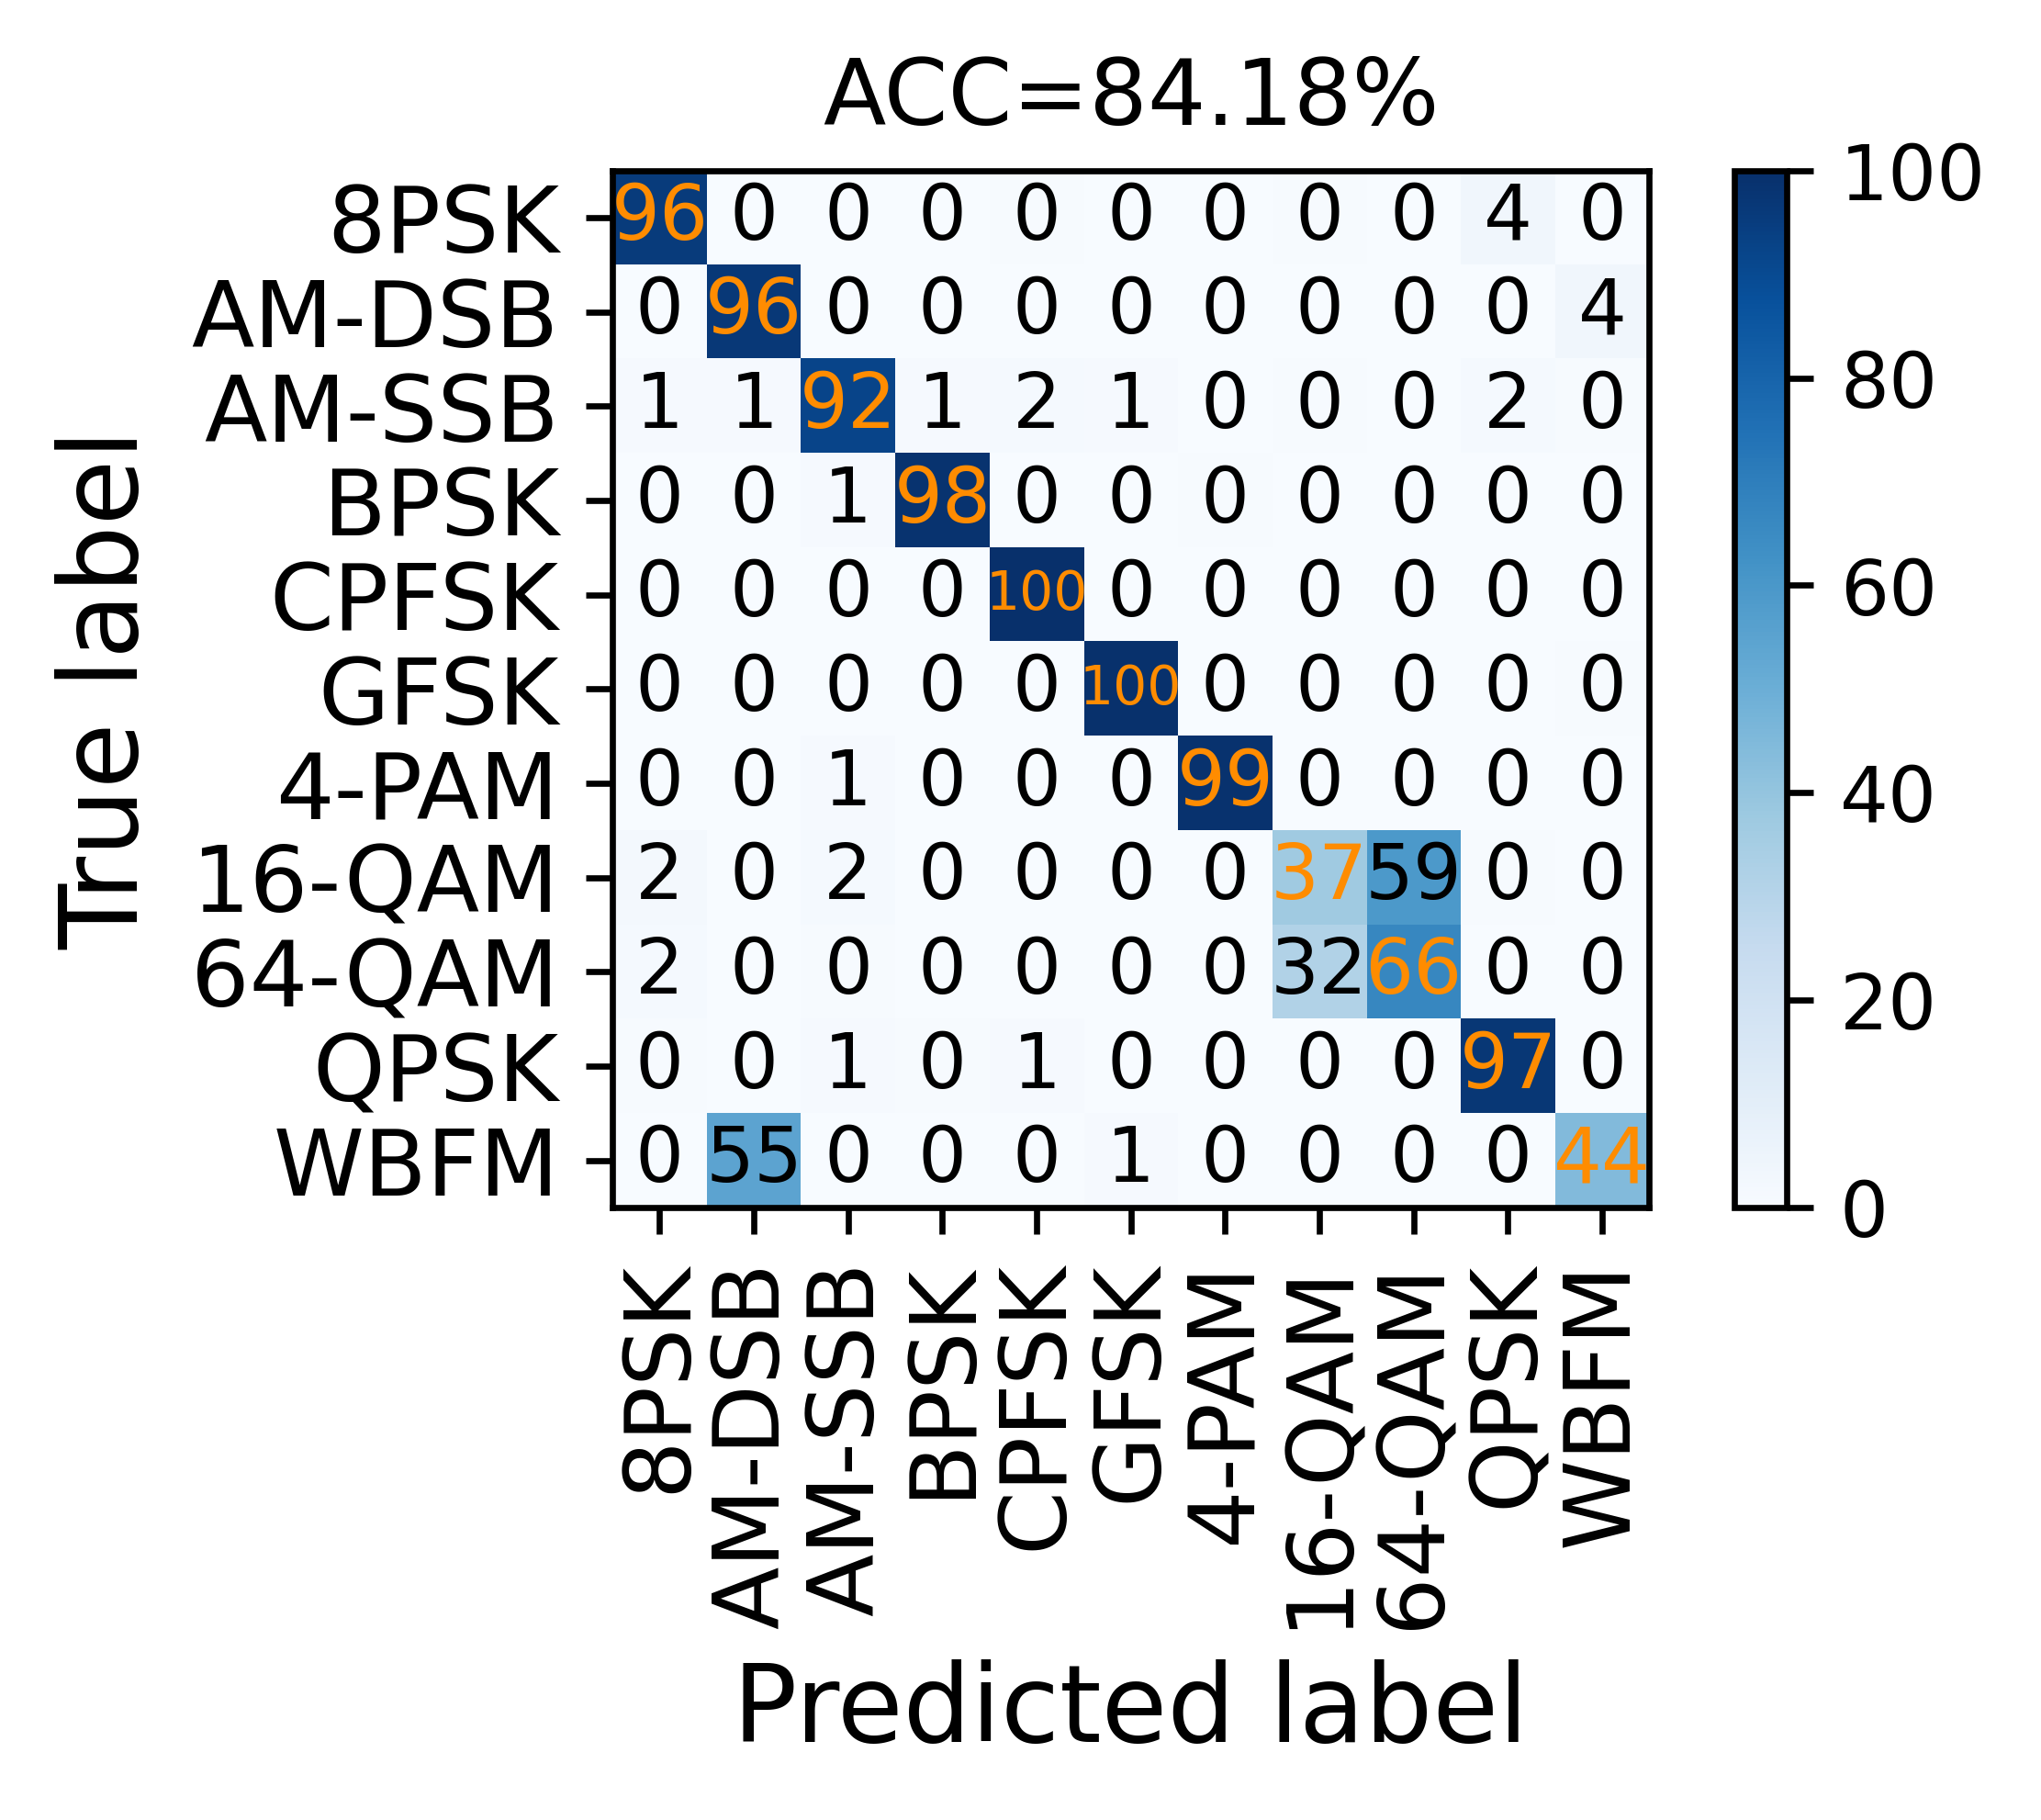 ACC=84.18%
True label
8PSK 96 0 0 0 0 0 0 0 0 4 0
AM-DSB 0 96 0 0 0 0 0 0 0 0 4
AM-SSB 1 1 92 1 2 1 0 0 0 2 0
BPSK 0 0 1 98 0 0 0 0 0 0 0
CPFSK 0 0 0 0 100 0 0 0 0 0 0
GFSK 0 0 0 0 0 100 0 0 0 0 0
4-PAM 0 0 1 0 0 0 99 0 0 0 0
16-QAM 2 0 2 0 0 0 0 37 59 0 0
64-QAM 2 0 0 0 0 0 0 32 66 0 0
QPSK 0 0 1 0 1 0 0 0 0 97 0
WBFM 0 55 0 0 0 1 0 0 0 0 44
8PSK
AM-DSB
AM-SSB
BPSK
CPFSK
GFSK
4-PAM
16-QAM
64-QAM
QPSK
WBFM
Predicted label
100
80
60
40
20
0